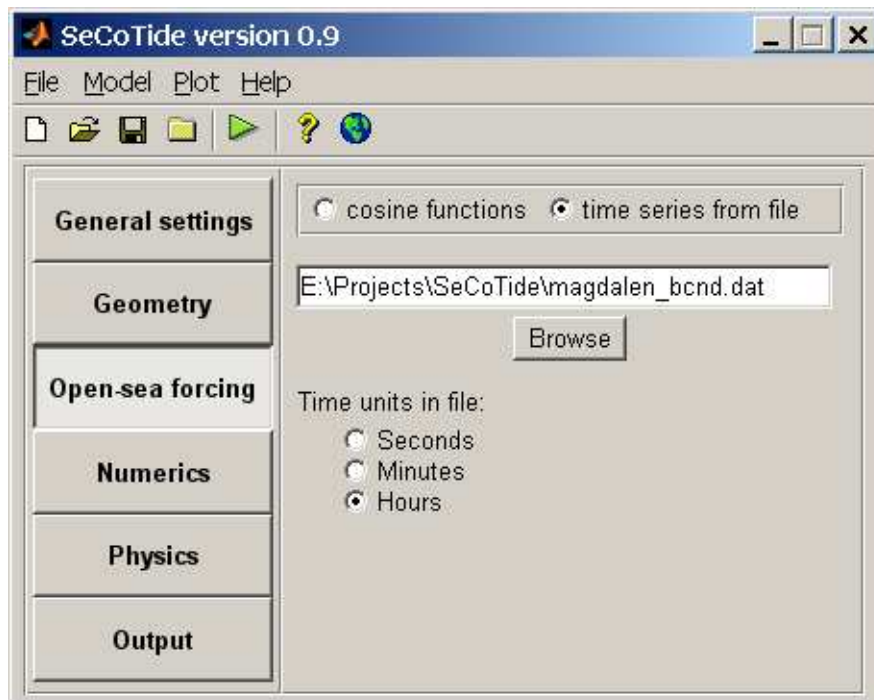 SeCoTide version 0.9
File Model Plot Help
General settings
Geometry
Open-sea forcing
Numerics
Physics
Output
cosine functions time series from file
E:\Projects\SeCoTide\magdalen_bcnd.dat
Browse
Time units in file:
Seconds
Minutes
Hours